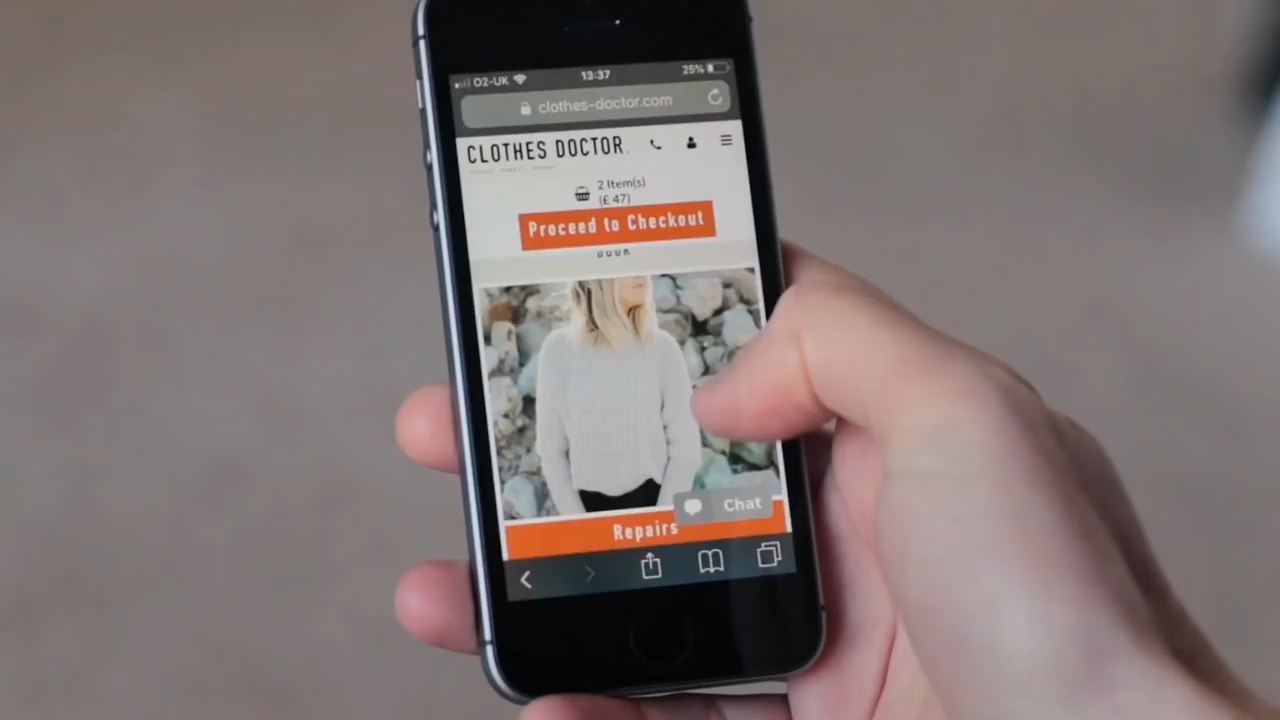 O2-UK 13:37 25%
clothes-doctor.com
CLOTHES DOCTOR.
2 Item(s)
(£ 47)
Proceed to Checkout
Chat
Repairs